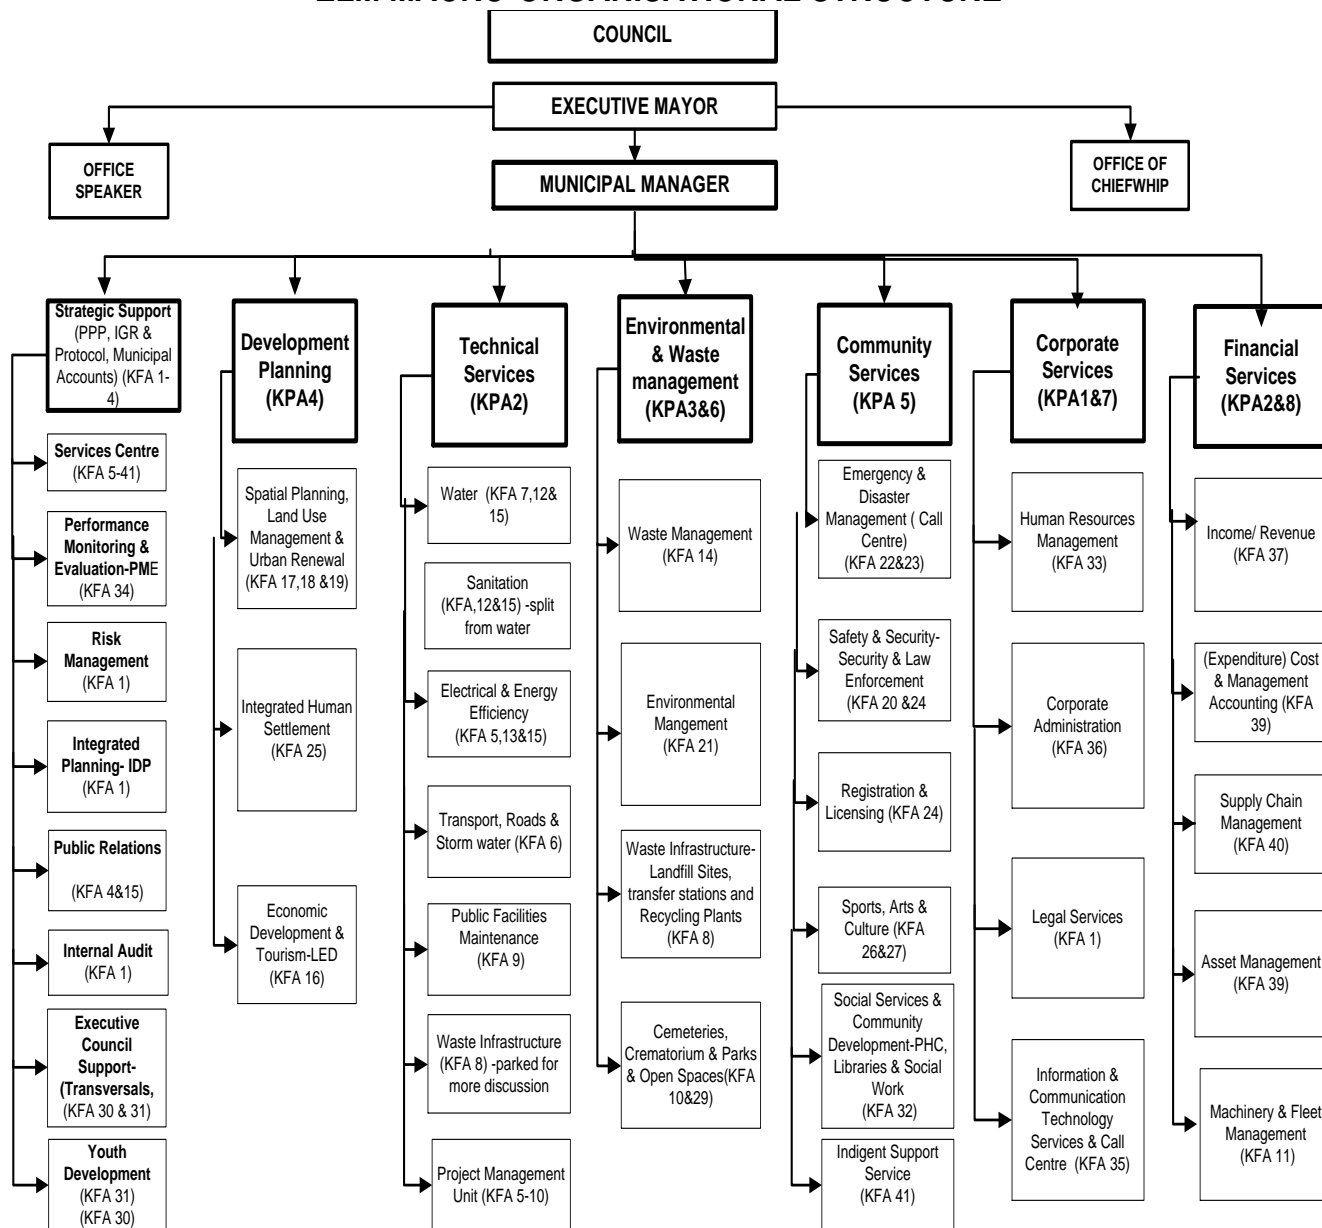 COUNCIL
EXECUTIVE MAYOR
OFFICE
SPEAKER
MUNICIPAL MANAGER
OFFICE OF
CHIEFWHIP
Strategic Support
(PPP, IGR &
Protocol, Municipal
Accounts) (KFA 1-
4)
Services Centre
(KFA 5-41)
Performance
Monitoring &
Evaluation-PME
(KFA 34)
Risk
Management
(KFA 1)
Integrated
Planning- IDP
(KFA 1)
Public Relations
(KFA 4&15)
Internal Audit
(KFA 1)
Executive
Council
Support-
(Transversals,
(KFA 30 & 31)
Youth
Development
(KFA 31)
(KFA 30)
Development
Planning
(KPA4)
Spatial Planning,
Land Use
Management &
Urban Renewal
(KFA 17,18 &19)
Integrated Human
Settlement
(KFA 25)
Economic
Development &
Tourism-LED
(KFA 16)
Technical
Services
(KPA2)
Water (KFA 7,12&
15)
Sanitation
(KFA,12&15) -split
from water
Electrical & Energy
Efficiency
(KFA 5,13&15)
Transport, Roads &
Storm water (KFA 6)
Public Facilities
Maintenance
(KFA 9)
Waste Infrastructure
(KFA 8) -parked for
more discussion
Project Management
Unit (KFA 5-10)
Environmental
& Waste
management
(KPA3&6)
Waste Management
(KFA 14)
Environmental
Mangement
(KFA 21)
Waste Infrastructure-
Landfill Sites,
transfer stations and
Recycling Plants
(KFA 8)
Cemeteries,
Crematorium & Parks
& Open Spaces(KFA
10&29)
Community
Services
(KPA 5)
Emergency &
Disaster
Management ( Call
Centre)
(KFA 22&23)
Safety & Security-
Security & Law
Enforcement
(KFA 20 &24
Registration &
Licensing (KFA 24)
Sports, Arts &
Culture (KFA
26&27)
Social Services &
Community
Development-PHC,
Libraries & Social
Work
(KFA 32)
Indigent Support
Service
(KFA 41)
Corporate
Services
(KPA1&7)
Human Resources
Management
(KFA 33)
Corporate
Administration
(KFA 36)
Legal Services
(KFA 1)
Information &
Communication
Technology
Services & Call
Centre (KFA 35)
Financial
Services
(KPA2&8)
Income/ Revenue
(KFA 37)
(Expenditure) Cost
& Management
Accounting (KFA
39)
Supply Chain
Management
(KFA 40)
Asset Management
(KFA 39)
Machinery & Fleet
Management
(KFA 11)